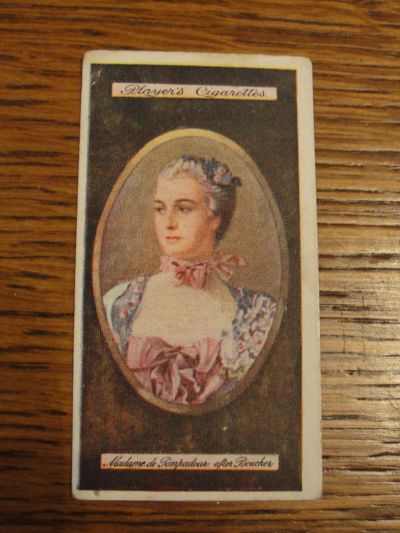 Player's Cigarettes.
Madame de Pompadour: after Boucher